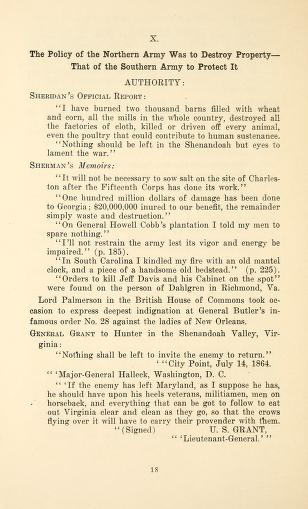 X.
The Policy of the Northern Army Was to Destroy Property—
That of the Southern Army to Protect It
AUTHORITY:
SHERIDAN'S OFFICIAL REPORT:
"I have burned two thousand barns filled with wheat
and corn, all the mills in the whole country, destroyed all
the factories of cloth, killed or driven off every animal,
even the poultry that could contribute to human sustenance.
"Nothing should be left in the Shenandoah but eyes to
lament the war."
SHERMAN'S Memoirs:
"It will not be necessary to sow salt on the site of Charles-
ton after the Fifteenth Corps has done its work."
"One hundred million dollars of damage has been done
to Georgia; $20,000,000 inured to our benefit, the remainder
simply waste and destruction."
"On General Howell Cobb's plantation I told my men to
spare nothing."
"I'll not restrain the army lest its vigor and energy be
impaired." (p. 185).
"In South Carolina I kindled my fire with an old mantel
clock, and a piece of a handsome old bedstead." (p. 225).
"Orders to kill Jeff Davis and his Cabinet on the spot"
were found on the person of Dahlgren in Richmond, Va.
Lord Palmerson in the British House of Commons took oc-
casion to express deepest indignation at General Butler's in-
famous order No. 28 against the ladies of New Orleans.
GENERAL GRANT to Hunter in the Shenandoah Valley, Vir-
ginia:
"Nothing shall be left to invite the enemy to return."
"'City Point, July 14, 1864.
"'Major-General Halleck, Washington, D. C.
"'If the enemy has left Maryland, as I suppose he has,
he should have upon his heels veterans, militiamen, men on
horseback, and everything that can be got to follow to eat
out Virginia clear and clean as they go, so that the crows
flying over it will have to carry their provender with them.
"(Signed) U. S. GRANT,
"'Lieutenant-General.'"
18